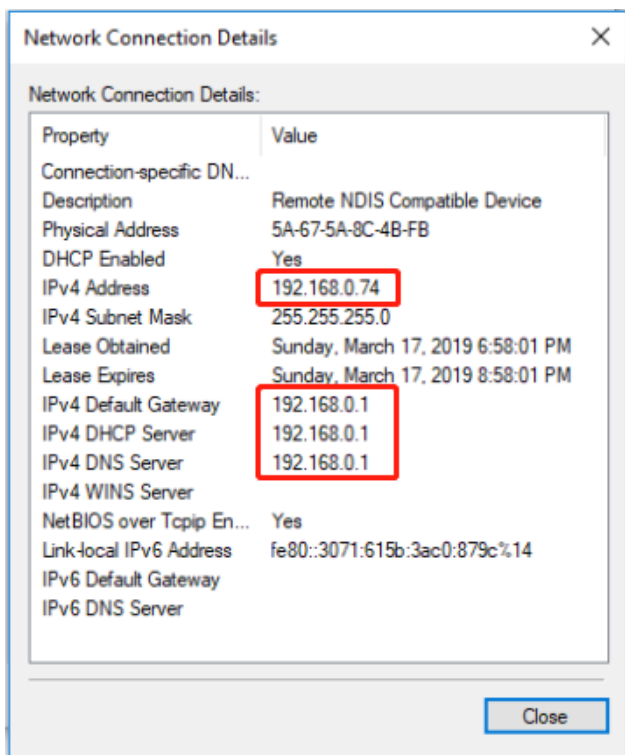 Network Connection Details
Network Connection Details:
Property Value
Connection-specific DN...
Description Remote NDIS Compatible Device
Physical Address 5A-67-5A-8C-4B-FB
DHCP Enabled Yes
IPv4 Address 192.168.0.74
IPv4 Subnet Mask 255.255.255.0
Lease Obtained Sunday, March 17, 2019 6:58:01 PM
Lease Expires Sunday, March 17, 2019 8:58:01 PM
IPv4 Default Gateway 192.168.0.1
IPv4 DHCP Server 192.168.0.1
IPv4 DNS Server 192.168.0.1
IPv4 WINS Server
NetBIOS over Tcpip En... Yes
Link-local IPv6 Address fe80::3071:615b:3ac0:879c%14
IPv6 Default Gateway
IPv6 DNS Server
Close